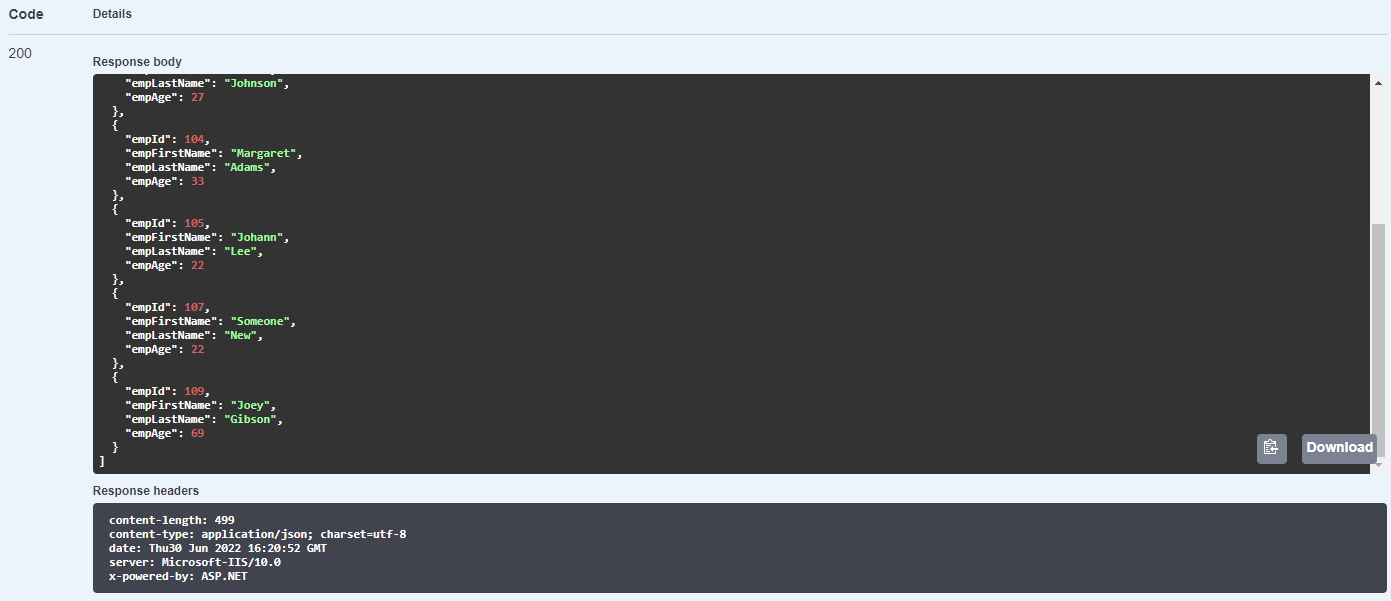 Code Details
200
Response body
"empLastName": "Johnson",
"empAge": 27
},
{
"empId": 104,
"empFirstName": "Margaret",
"empLastName": "Adams",
"empAge": 33
},
{
"empId": 105,
"empFirstName": "Johann",
"empLastName": "Lee",
"empAge": 22
},
{
"empId": 107,
"empFirstName": "Someone",
"empLastName": "New",
"empAge": 22
},
{
"empId": 109,
"empFirstName": "Joey",
"empLastName": "Gibson",
"empAge": 69
}
]
Download
Response headers
content-length: 499
content-type: application/json; charset=utf-8
date: Thu30 Jun 2022 16:20:52 GMT
server: Microsoft-IIS/10.0
x-powered-by: ASP.NET